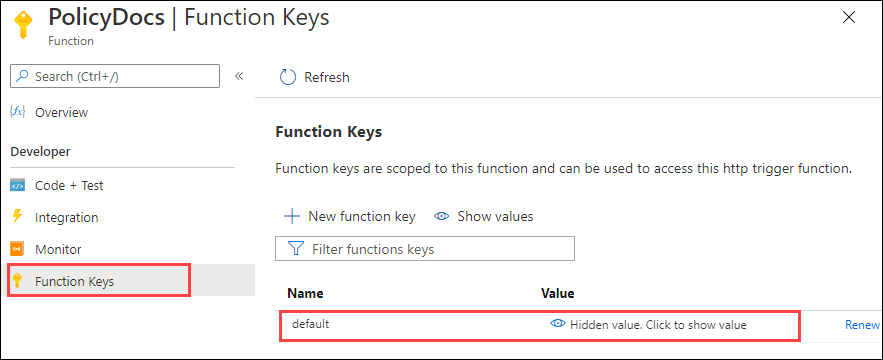 PolicyDocs | Function Keys
Function
Search (Ctrl+/)
«
Refresh
{fx} Overview
Developer
Code + Test
Integration
Monitor
Function Keys
Function Keys
Function keys are scoped to this function and can be used to access this http trigger function.
New function key Show values
Filter functions keys
Name Value
default Hidden value. Click to show value Renew